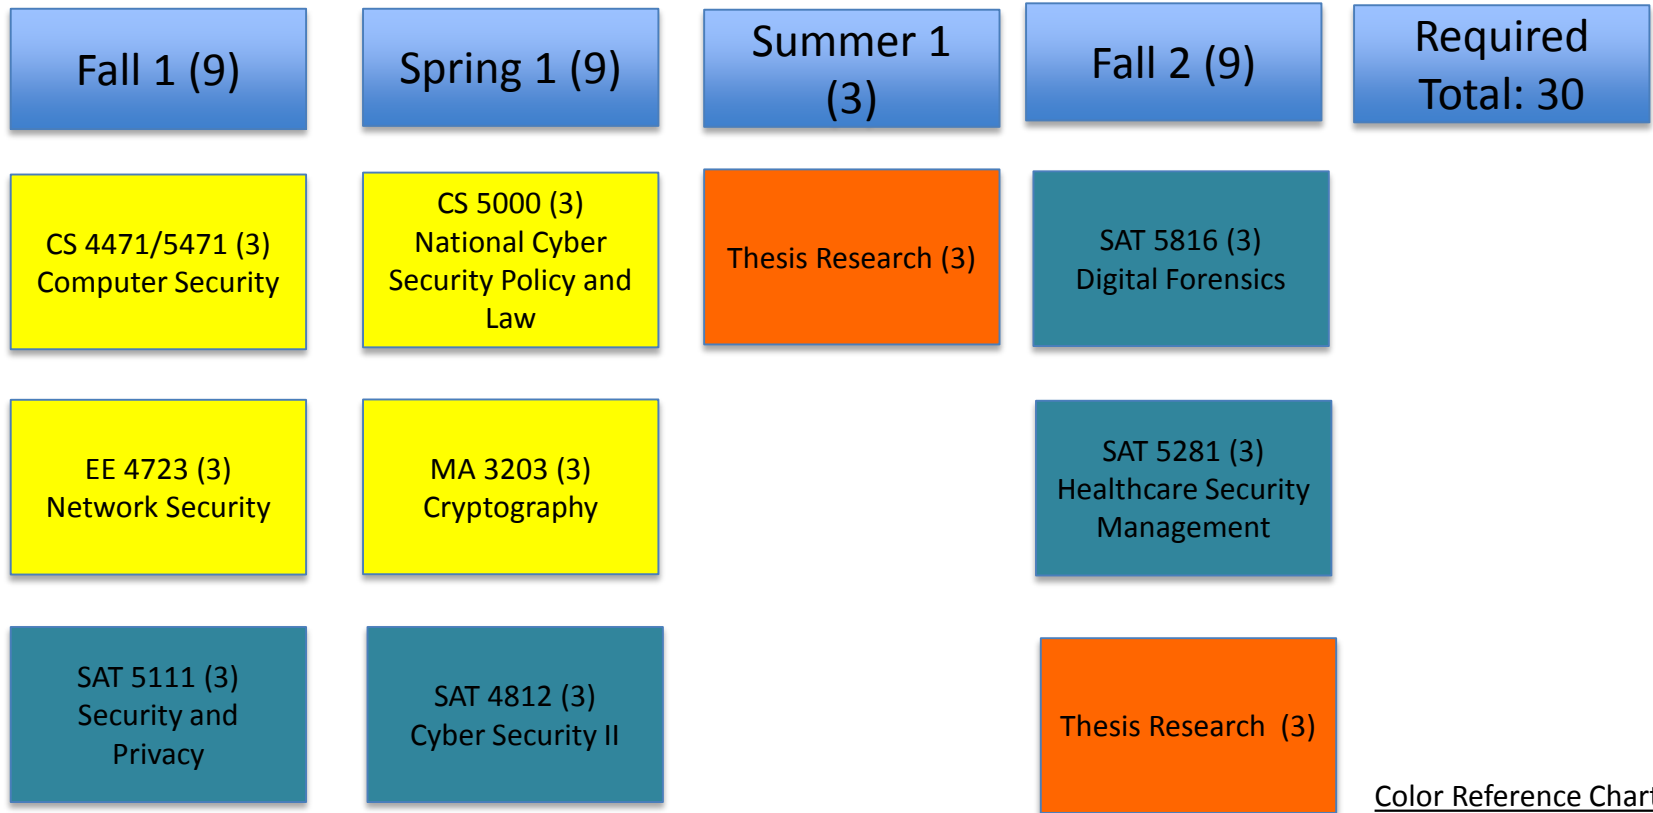 Fall 1 (9)
Spring 1 (9)
Summer 1
(3)
Fall 2 (9)
Required
Total: 30
CS 4471/5471 (3)
Computer Security
CS 5000 (3)
National Cyber
Security Policy and
Law
Thesis Research (3)
SAT 5816 (3)
Digital Forensics
EE 4723 (3)
Network Security
MA 3203 (3)
Cryptography
SAT 5281 (3)
Healthcare Security
Management
SAT 5111 (3)
Security and
Privacy
SAT 4812 (3)
Cyber Security II
Thesis Research (3)
Color Reference Chart